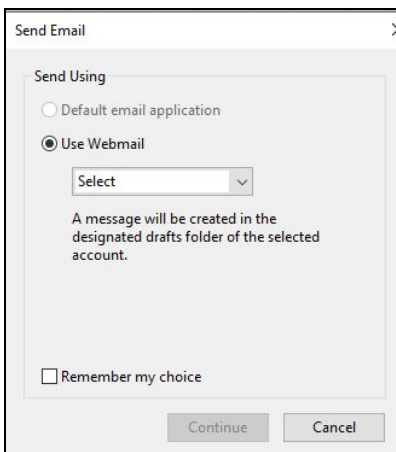 Send Email
Send Using
Default email application
Use Webmail
Select
A message will be created in the
designated drafts folder of the selected
account.
Remember my choice
Continue
Cancel